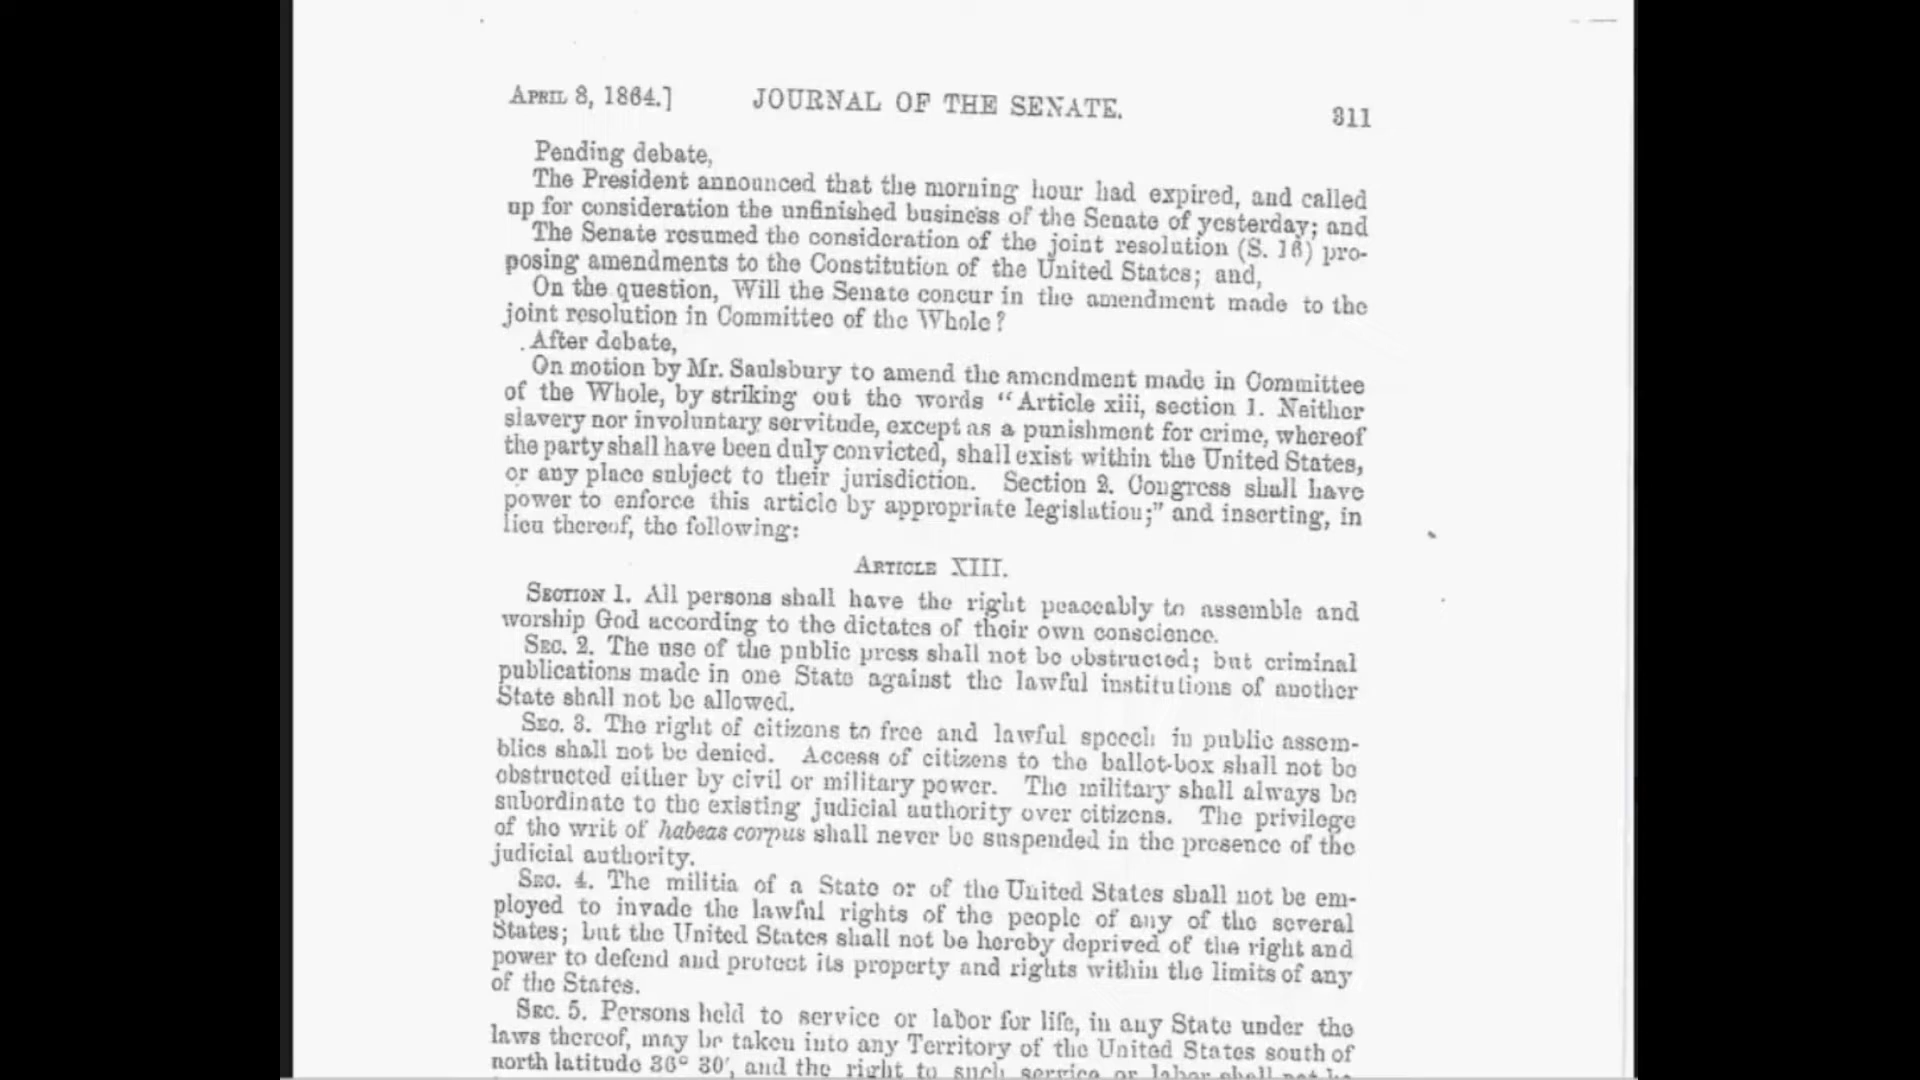 APRIL 8, 1864.] JOURNAL OF THE SENATE. 311
Pending debate,
The President announced that the morning hour had expired, and called
up for consideration the unfinished business of the Senate of yesterday; and
The Senate resumed the consideration of the joint resolution (S. 16) pro-
posing amendments to the Constitution of the United States; and,
On the question, Will the Senate concur in the amendment made to the
joint resolution in Committee of the Whole?
After debate,
On motion by Mr. Saulsbury to amend the amendment made in Committee
of the Whole, by striking out the words "Article xiii, section 1. Neither
slavery nor involuntary servitude, except as a punishment for crime, whereof
the party shall have been duly convicted, shall exist within the United States,
or any place subject to their jurisdiction. Section 2. Congress shall have
power to enforce this article by appropriate legislation;" and inserting, in
lieu thereof, the following:
ARTICLE XIII.
SECTION 1. All persons shall have the right peaceably to assemble and
worship God according to the dictates of their own conscience.
SEC. 2. The use of the public press shall not be obstructed; but criminal
publications made in one State against the lawful institutions of another
State shall not be allowed.
SEC. 3. The right of citizens to free and lawful speech in public assem-
blies shall not be denied. Access of citizens to the ballot-box shall not be
obstructed either by civil or military power. The military shall always be
subordinate to the existing judicial authority over citizens. The privilege
of the writ of habeas corpus shall never be suspended in the presence of the
judicial authority.
SEC. 4. The militia of a State or of the United States shall not be em-
ployed to invade the lawful rights of the people of any of the several
States; but the United States shall not be hereby deprived of the right and
power to defend and protect its property and rights within the limits of any
of the States.
SEC. 5. Persons held to service or labor for life, in any State under the
laws thereof, may be taken into any Territory of the United States south of
north latitude 36° 30', and the right to such service or labor shall not be